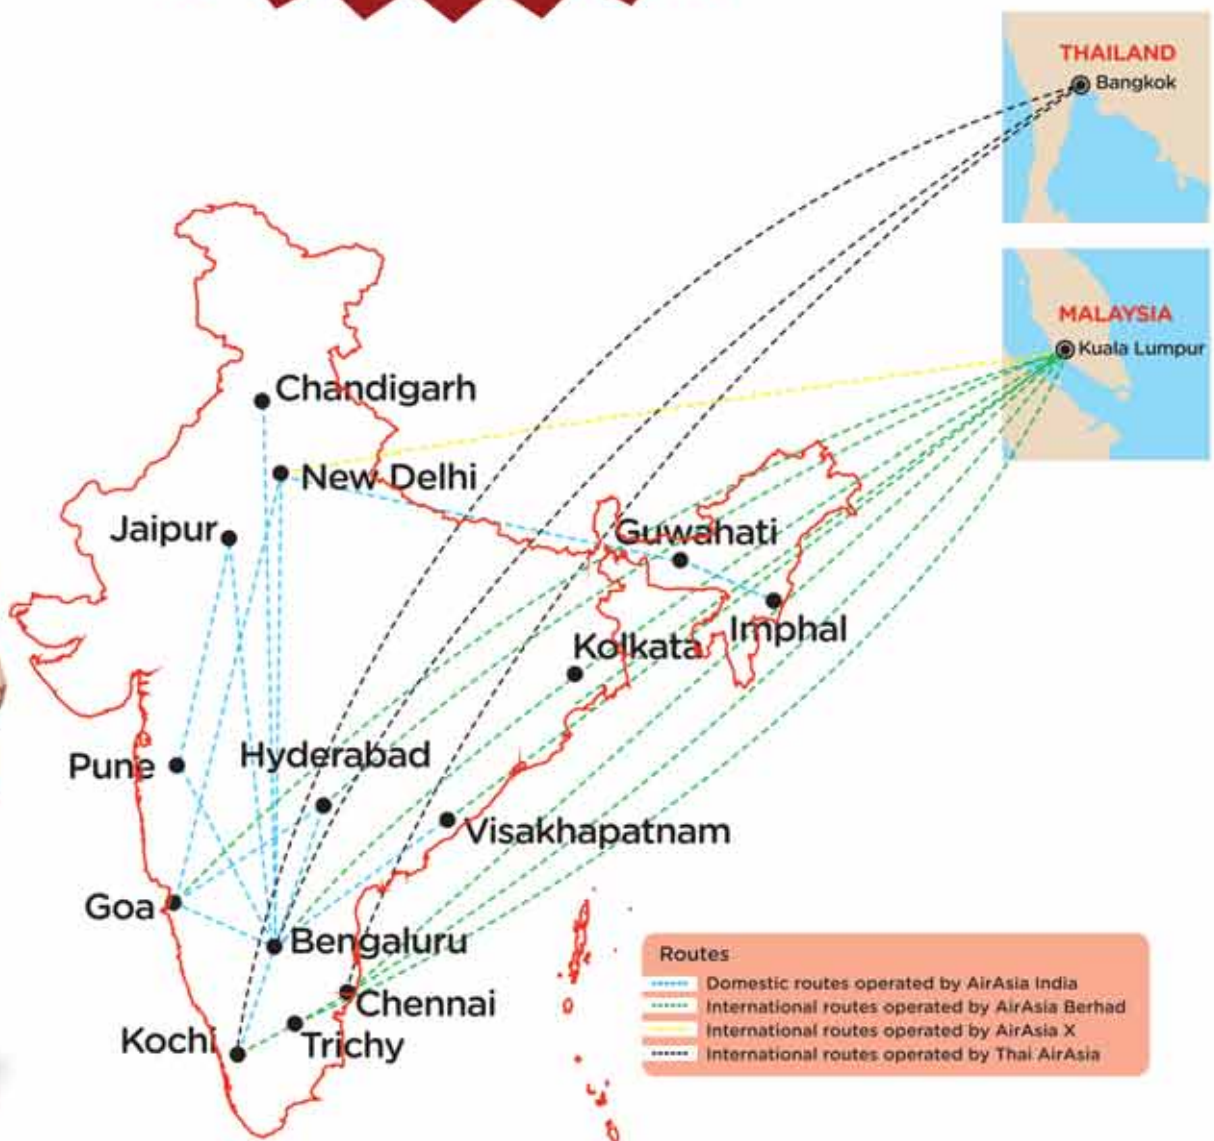 THAILAND
Bangkok
MALAYSIA
Kuala Lumpur
Chandigarh
New Delhi
Jaipur
Guwahati
Imphal
Kolkata
Hyderabad
Pune
Visakhapatnam
Goa
Bengaluru
Chennai
Kochi
Trichy
Routes
Domestic routes operated by AirAsia India
International routes operated by AirAsia Berhad
International routes operated by AirAsia X
International routes operated by Thai AirAsia